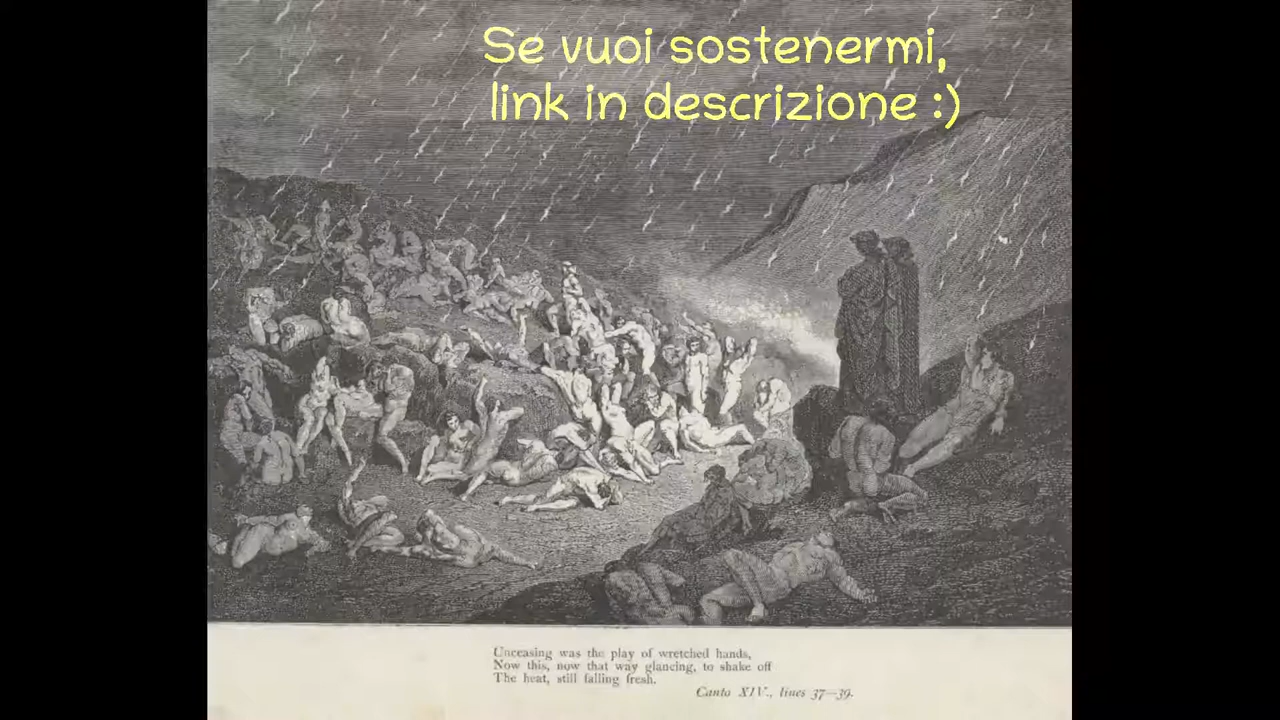 Se vuoi sostenermi,
link in descrizione :)
Unceasing was the play of wretched hands,
Now this, now that way glancing, to shake off
The heat, still falling fresh.
Canto XIV., lines 37—39.